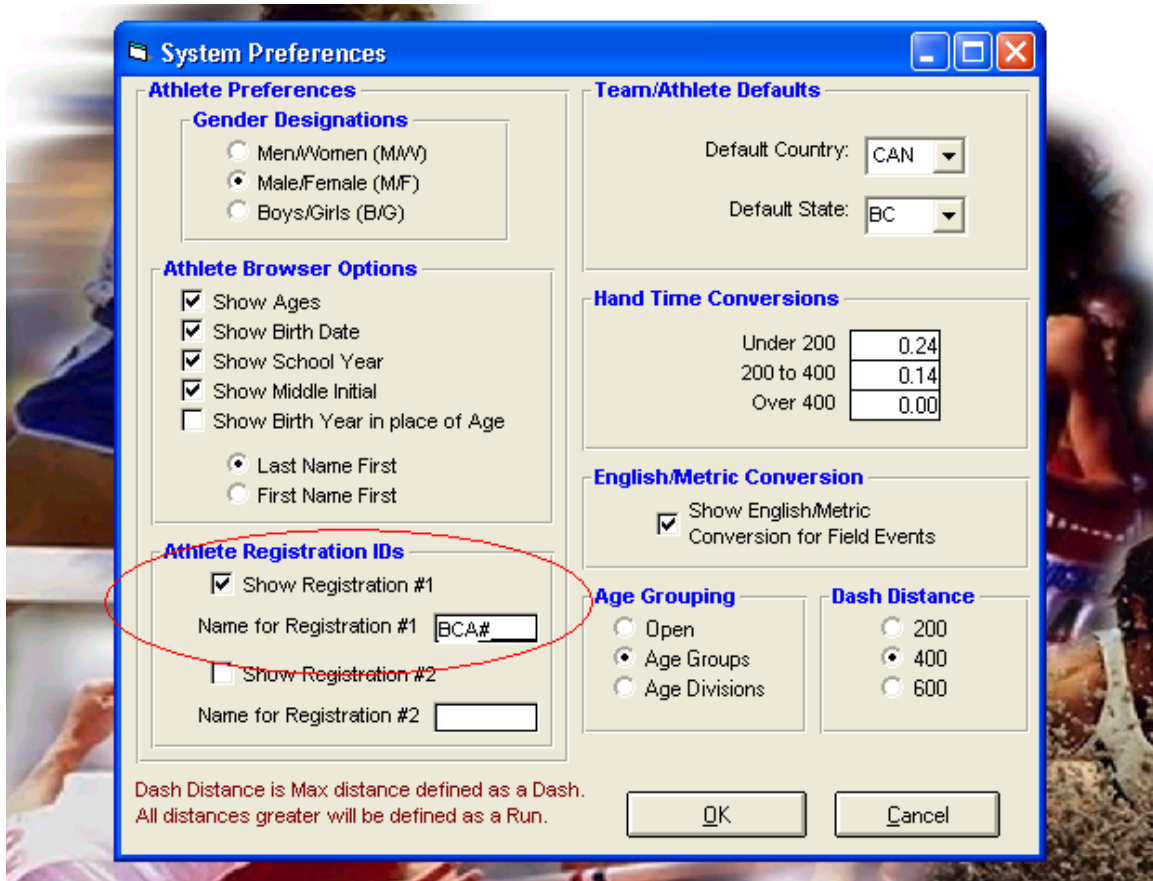 System Preferences
Athlete Preferences
Gender Designations
Men/Women (M/W)
Male/Female (M/F)
Boys/Girls (B/G)
Athlete Browser Options
Show Ages
Show Birth Date
Show School Year
Show Middle Initial
Show Birth Year in place of Age
Last Name First
First Name First
Athlete Registration IDs
Show Registration #1
Name for Registration #1 BCA#
Show Registration #2
Name for Registration #2
Team/Athlete Defaults
Default Country: CAN
Default State: BC
Hand Time Conversions
Under 200 0.24
200 to 400 0.14
Over 400 0.00
English/Metric Conversion
Show English/Metric
Conversion for Field Events
Age Grouping
Open
Age Groups
Age Divisions
Dash Distance
200
400
600
Dash Distance is Max distance defined as a Dash.
All distances greater will be defined as a Run.
OK
Cancel